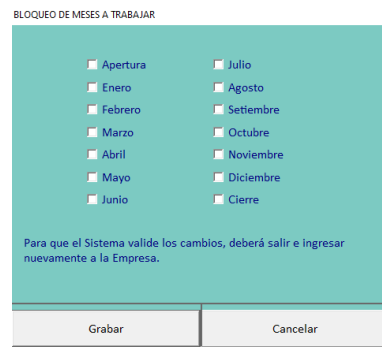 BLOQUEO DE MESES A TRABAJAR
Apertura
Enero
Febrero
Marzo
Abril
Mayo
Junio
Julio
Agosto
Setiembre
Octubre
Noviembre
Diciembre
Cierre
Para que el Sistema valide los cambios, deberá salir e ingresar
nuevamente a la Empresa.
Grabar
Cancelar